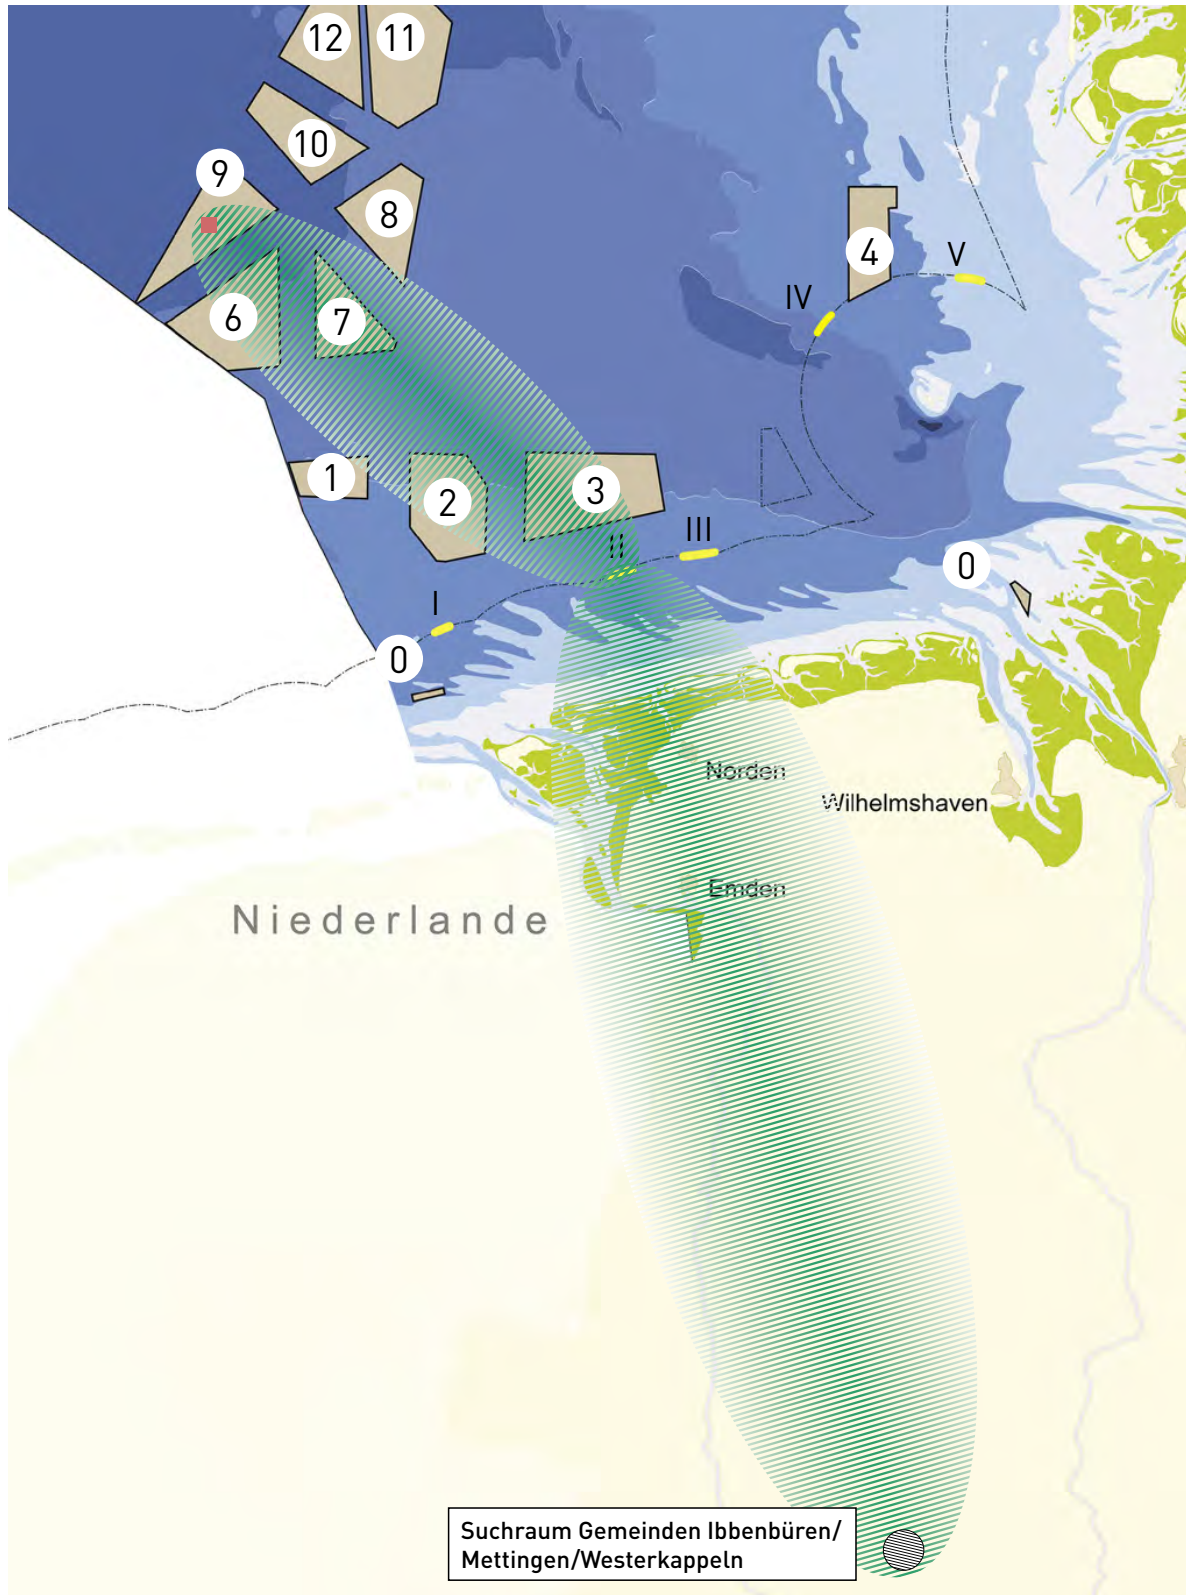 12
11
10
9
8
4
V
IV
6
7
1
2
3
II
III
0
I
0
Norden
Wilhelmshaven
Emden
Niederlande
Suchraum Gemeinden Ibbenbüren/
Mettingen/Westerkappeln